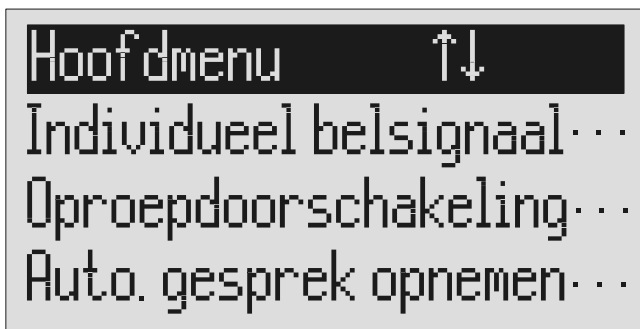 Hoofdmenu ↑↓
Individueel belsignaal···
Oproepdoorschakeling···
Auto. gesprek opnemen···